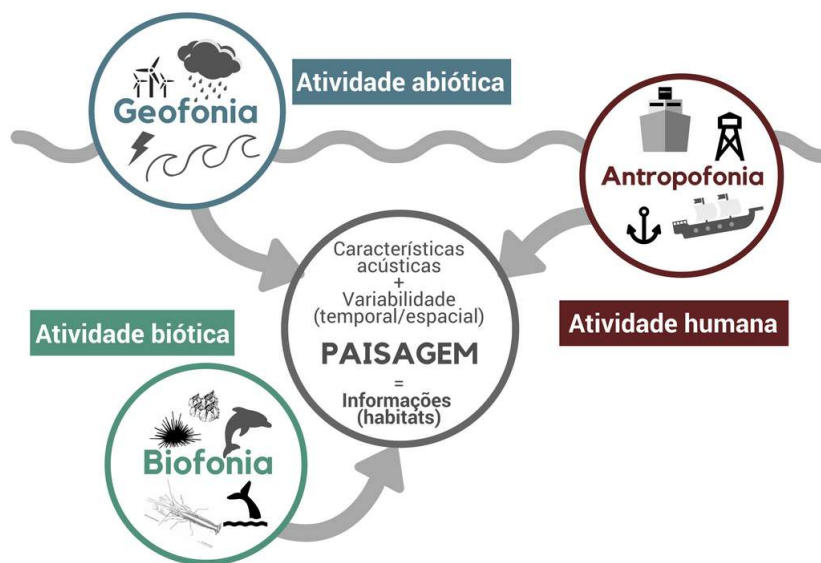 Geofonia
Atividade abiótica
Antropofonia
Atividade humana
Características
acústicas
+
Variabilidade
(temporal/espacial)
PAISAGEM
=
Informações
(habitats)
Atividade biótica
Biofonia